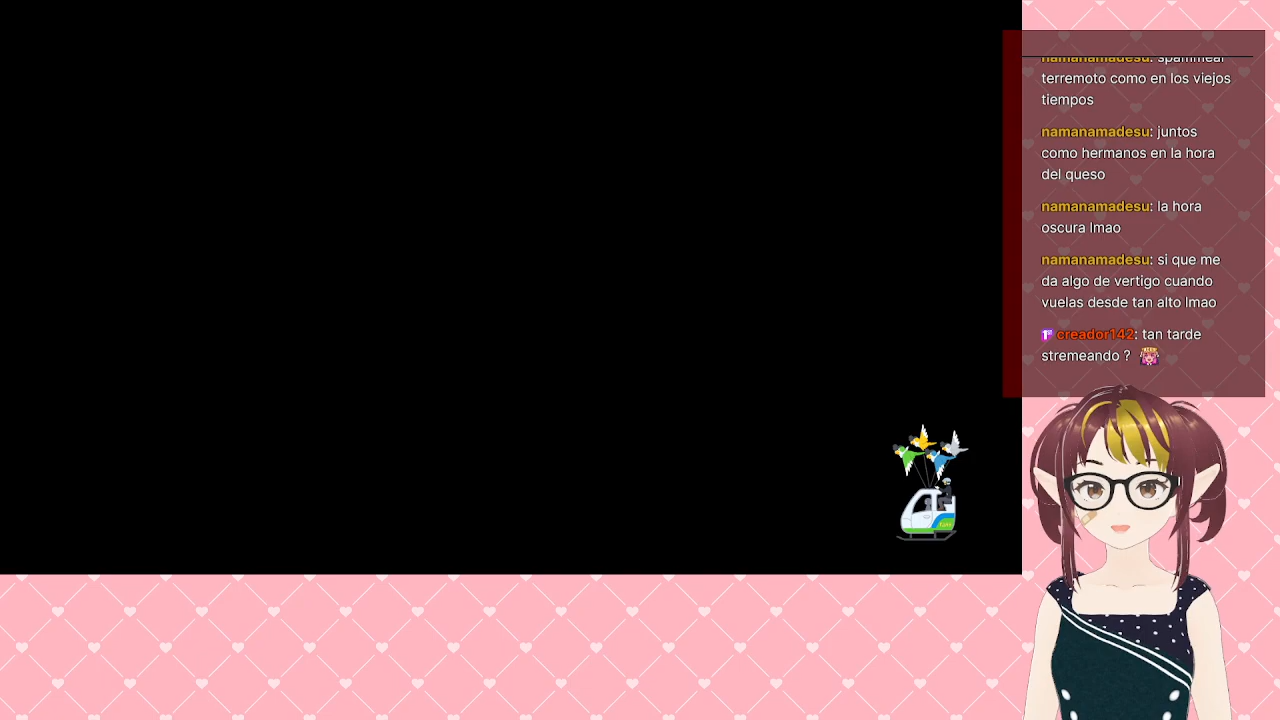 namanamadesu: spammear
terremoto como en los viejos
tiempos
namanamadesu: juntos
como hermanos en la hora
del queso
namanamadesu: la hora
oscura lmao
namanamadesu: si que me
da algo de vertigo cuando
vuelas desde tan alto lmao
creador142: tan tarde
stremeando ?